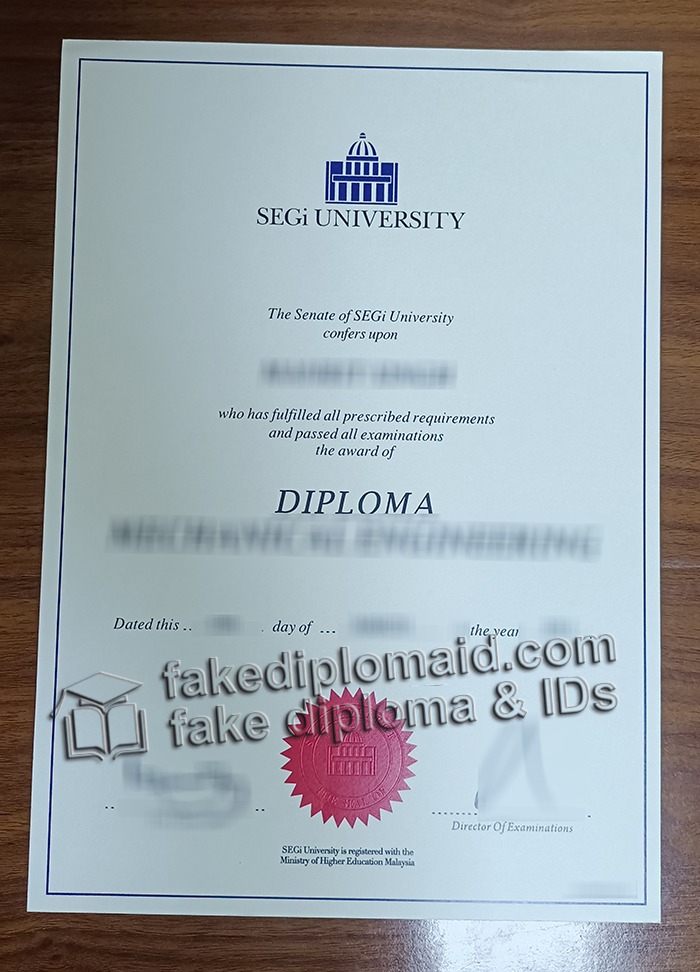 SEGi UNIVERSITY
The Senate of SEGi University
confers upon
who has fulfilled all prescribed requirements
and passed all examinations
the award of
DIPLOMA
Dated this .. . day of ... the year
fakediplomaid.com
fake diploma & IDs
.. .. ...... .
Director Of Examinations
SEGi University is registered with the
Ministry of Higher Education Malaysia